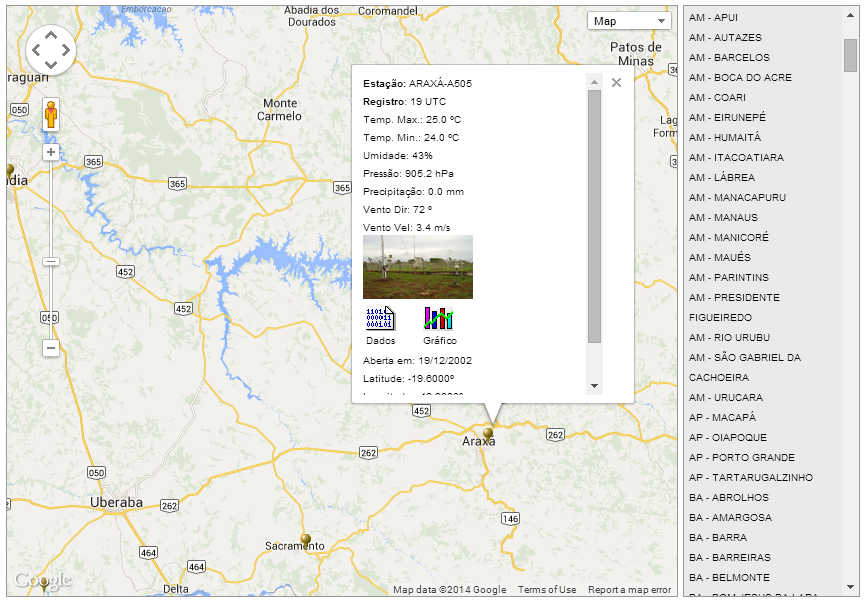 Emborcacao
Abadia dos
Dourados
Coromandel
Map
Patos de
Minas
raguari
050
Monte
Carmelo
Lag
Form
dia
365
365
365
452
452
050
452
Estação: ARAXÁ-A505
Registro: 19 UTC
Temp. Max.: 25.0 ºC
Temp. Min.: 24.0 ºC
Umidade: 43%
Pressão: 905.2 hPa
Precipitação: 0.0 mm
Vento Dir: 72 º
Vento Vel: 3.4 m/s
Dados
Gráfico
Aberta em: 19/12/2002
Latitude: -19.6000º
Araxá
262
262
050
Uberaba
262
146
Sacramento
464
464
Delta
Google
Map data ©2014 Google
Terms of Use
Report a map error
AM - APUI
AM - AUTAZES
AM - BARCELOS
AM - BOCA DO ACRE
AM - COARI
AM - EIRUNEPÉ
AM - HUMAITÁ
AM - ITACOATIARA
AM - LÁBREA
AM - MANACAPURU
AM - MANAUS
AM - MANICORÉ
AM - MAUÉS
AM - PARINTINS
AM - PRESIDENTE
FIGUEIREDO
AM - RIO URUBU
AM - SÃO GABRIEL DA
CACHOEIRA
AM - URUCARA
AP - MACAPÁ
AP - OIAPOQUE
AP - PORTO GRANDE
AP - TARTARUGALZINHO
BA - ABROLHOS
BA - AMARGOSA
BA - BARRA
BA - BARREIRAS
BA - BELMONTE